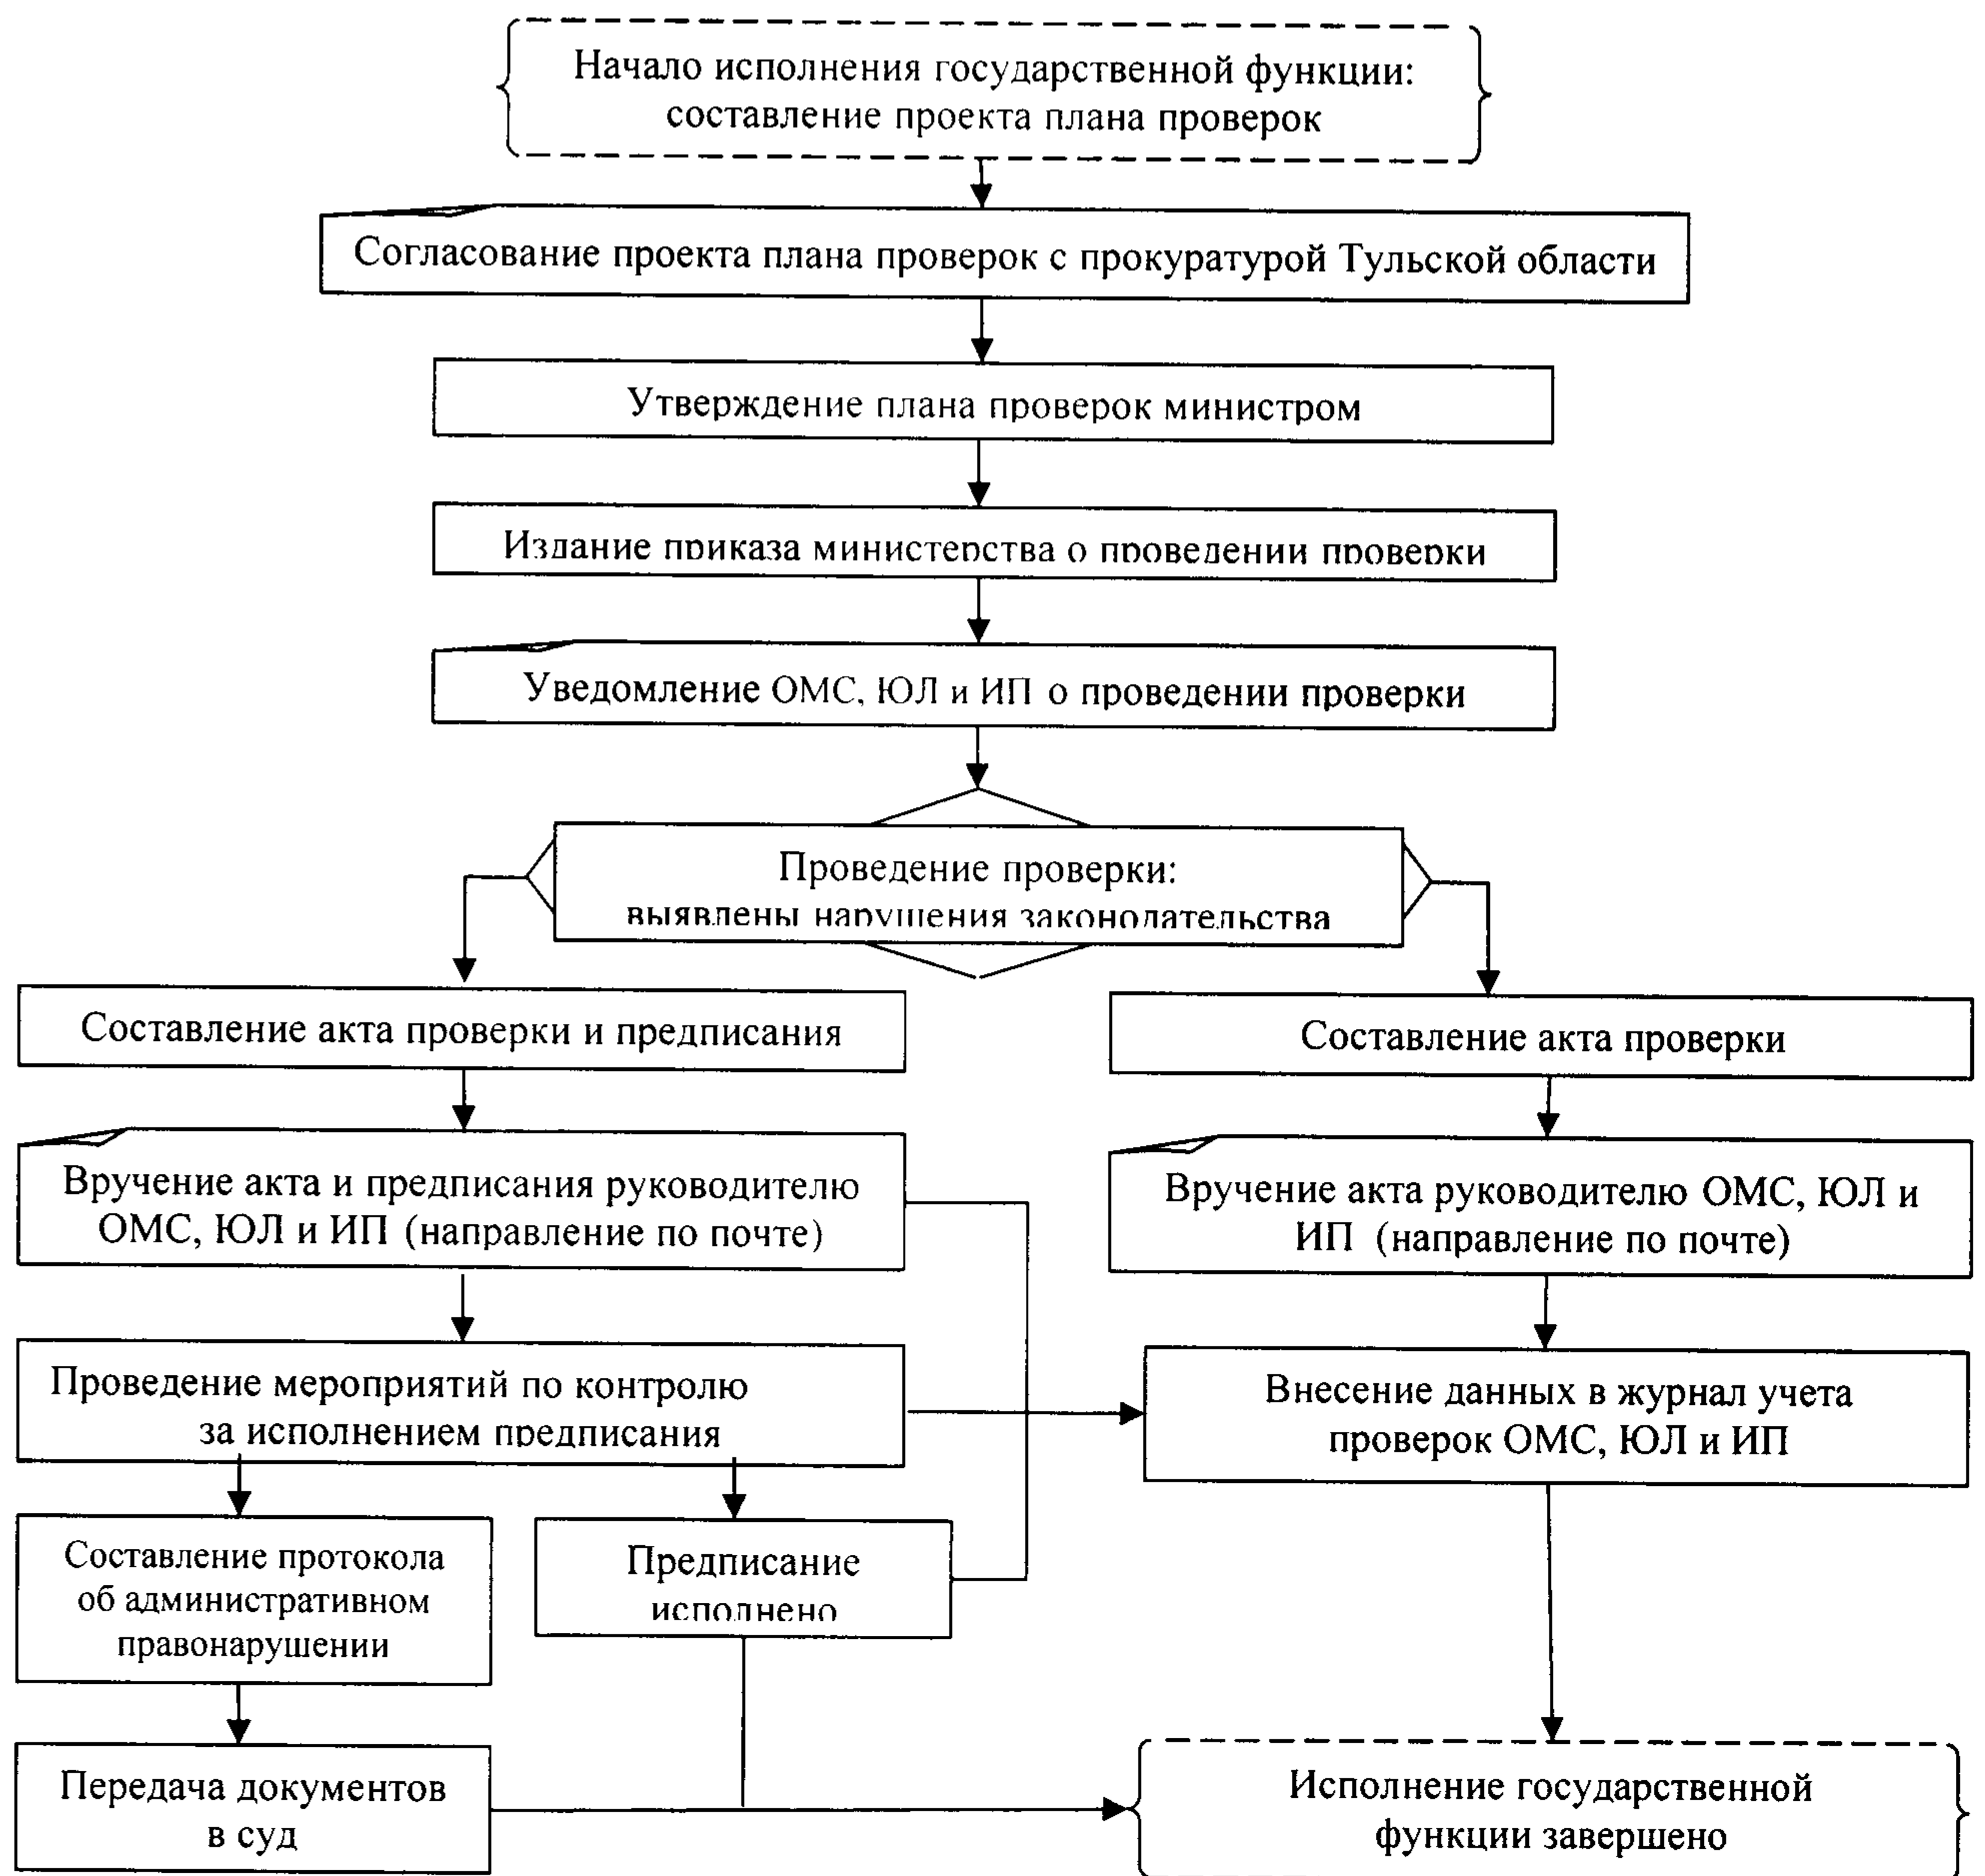 Начало исполнения государственной функции:
составление проекта плана проверок
Согласование проекта плана проверок с прокуратурой Тульской области
Утверждение плана проверок министром
Издание приказа министерства о проведении проверки
Уведомление ОМС, ЮЛ и ИП о проведении проверки
Проведение проверки:
выявлены нарушения законодательства
Составление акта проверки и предписания
Составление акта проверки
Вручение акта и предписания руководителю
ОМС, ЮЛ и ИП (направление по почте)
Вручение акта руководителю ОМС, ЮЛ и
ИП (направление по почте)
Проведение мероприятий по контролю
за исполнением предписания
Внесение данных в журнал учета
проверок ОМС, ЮЛ и ИП
Составление протокола
об административном
правонарушении
Предписание
исполнено
Передача документов
в суд
Исполнение государственной
функции завершено